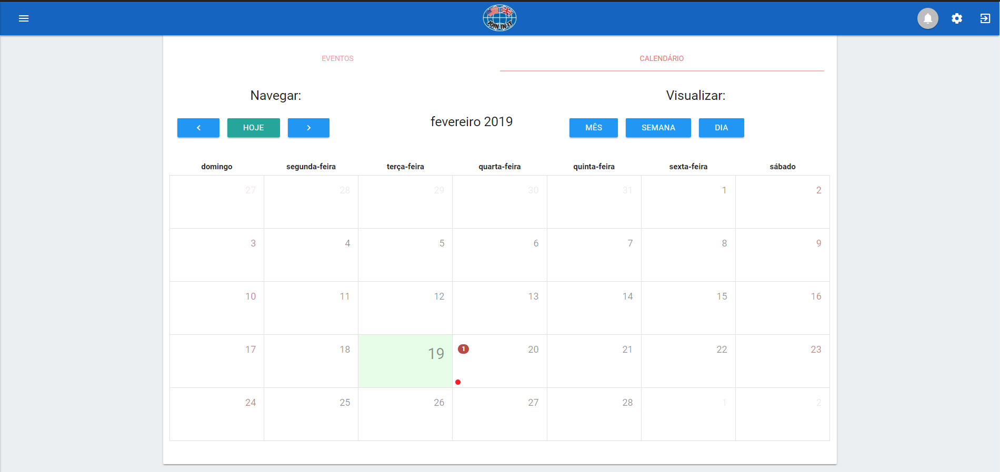 JOIN IN IT
EVENTOS
CALENDÁRIO
Navegar:
Visualizar:
fevereiro 2019
HOJE
MÊS SEMANA DIA
domingo segunda-feira terça-feira quarta-feira quinta-feira sexta-feira sábado
27 28 29 30 31 1 2
3 4 5 6 7 8 9
10 11 12 13 14 15 16
17 18 19 1 20 21 22 23
24 25 26 27 28 1 2